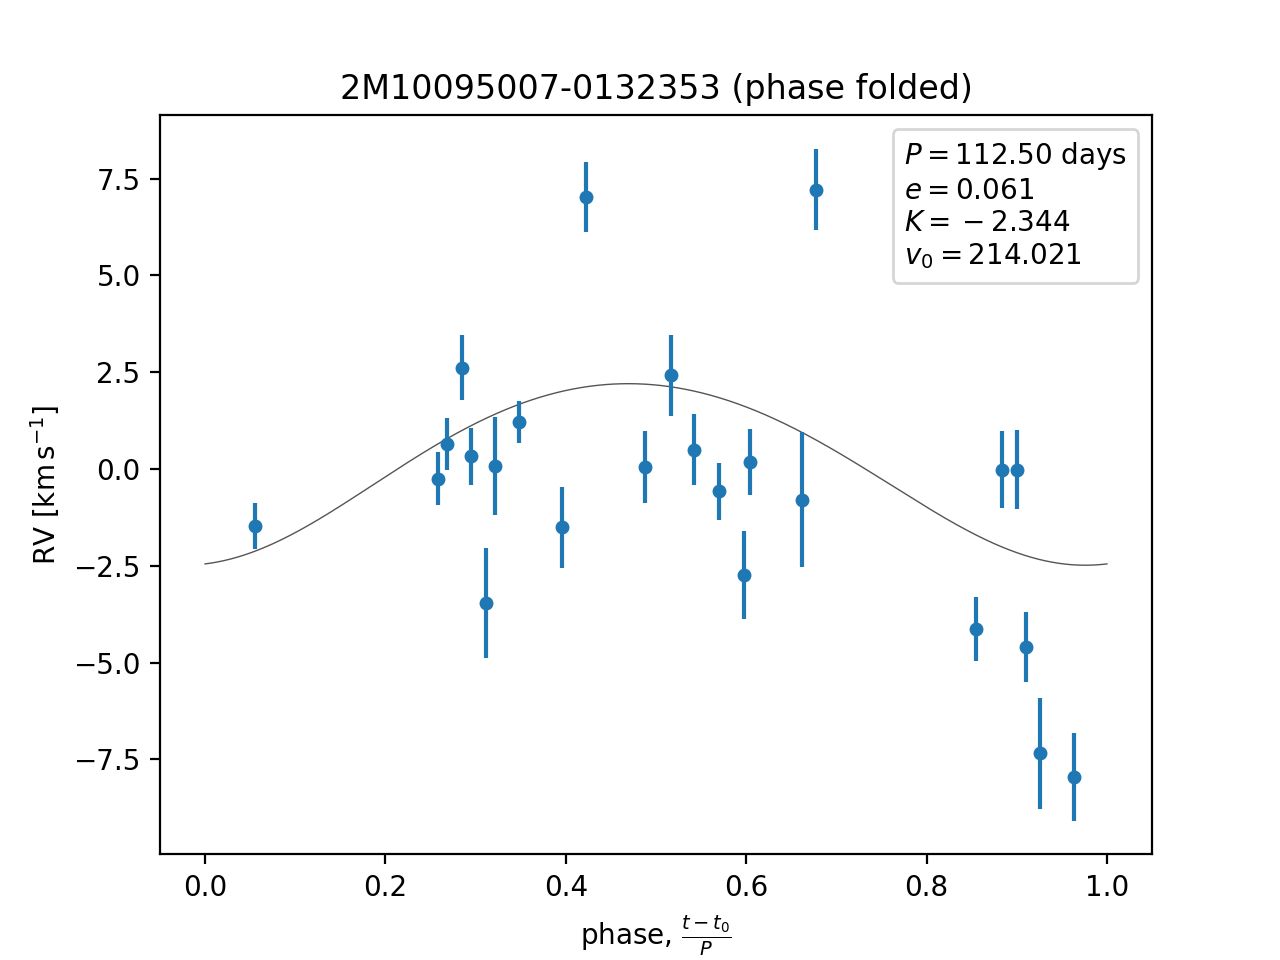 2M10095007-0132353 (phase folded)
P = 112.50 days
e = 0.061
K = −2.344
v₀ = 214.021
7.5
5.0
2.5
0.0
−2.5
−5.0
−7.5
RV [km s⁻¹]
0.0 0.2 0.4 0.6 0.8 1.0
phase, (t − t₀)/P